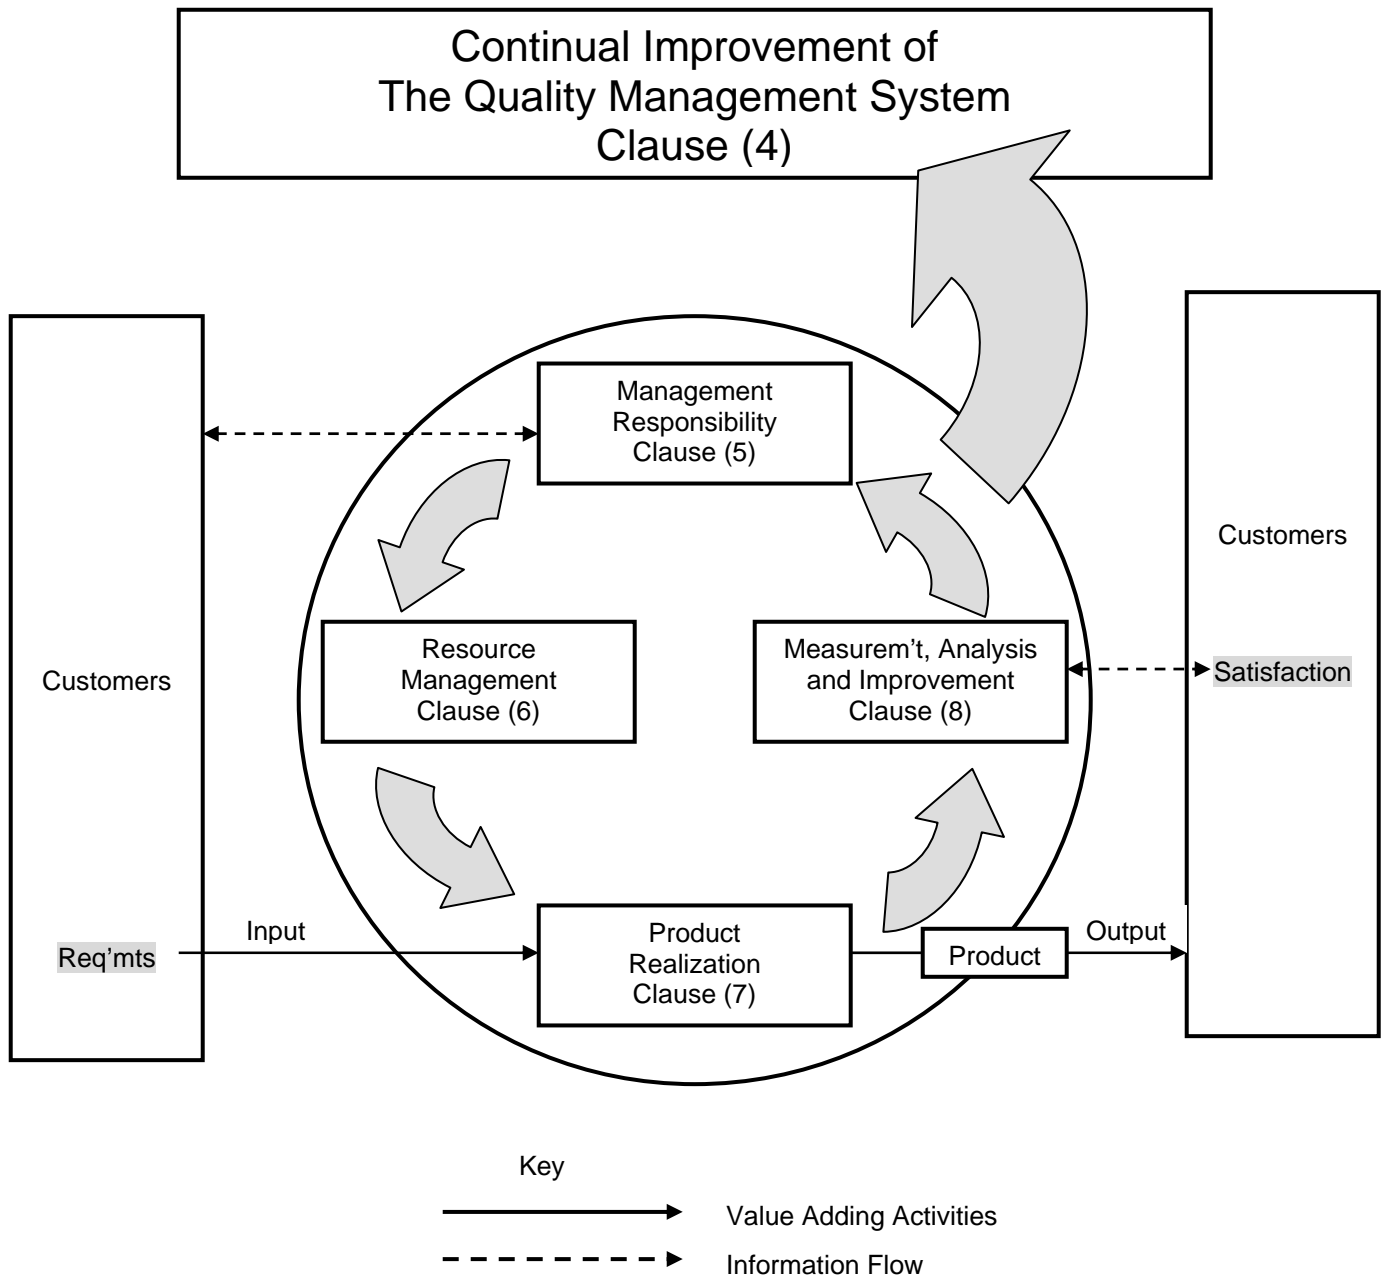 Continual Improvement of
The Quality Management System
Clause (4)
Management
Responsibility
Clause (5)
Customers
Customers
Resource
Management
Clause (6)
Measurem’t, Analysis
and Improvement
Clause (8)
Satisfaction
Req’mts
Input
Product
Realization
Clause (7)
Product
Output
Key
Value Adding Activities
Information Flow